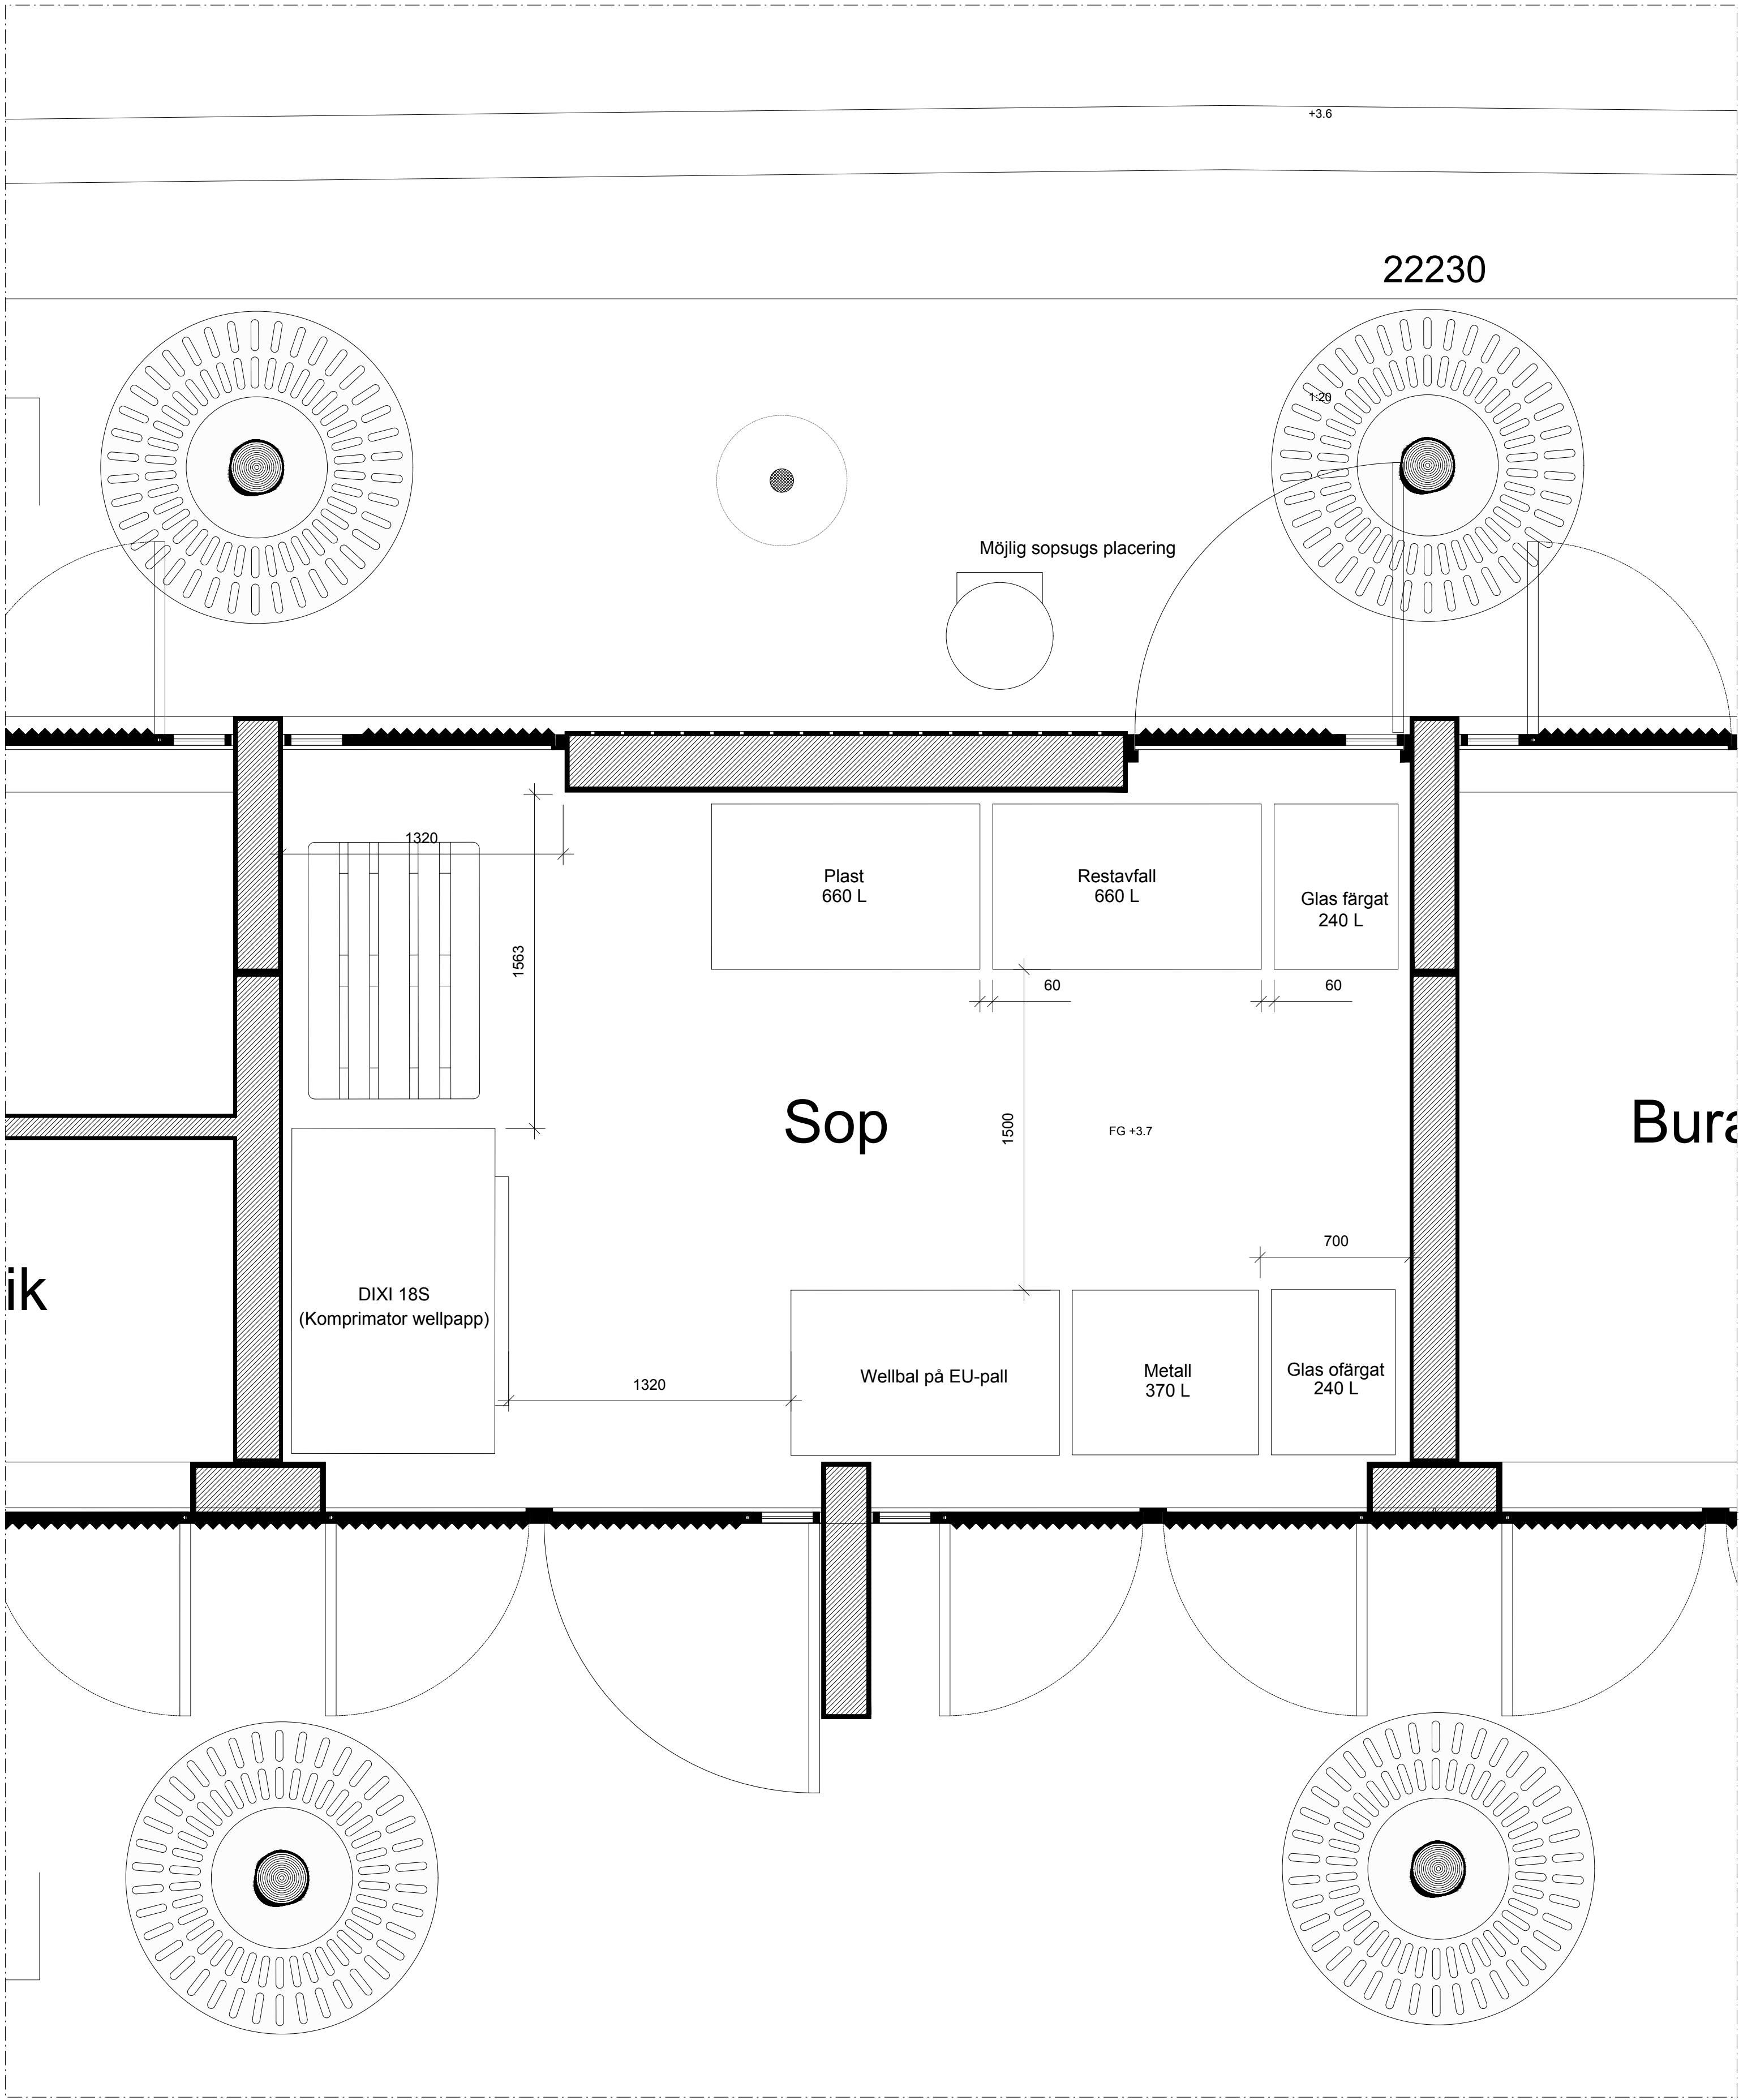 +3.6
22230
1:20
Möjlig sopsugs placering
1320
Plast
660 L
Restavfall
660 L
Glas färgat
240 L
1563
60
60
Sop
1500
FG +3.7
Bura
700
ik
DIXI 18S
(Komprimator wellpapp)
1320
Wellbal på EU-pall
Metall
370 L
Glas ofärgat
240 L